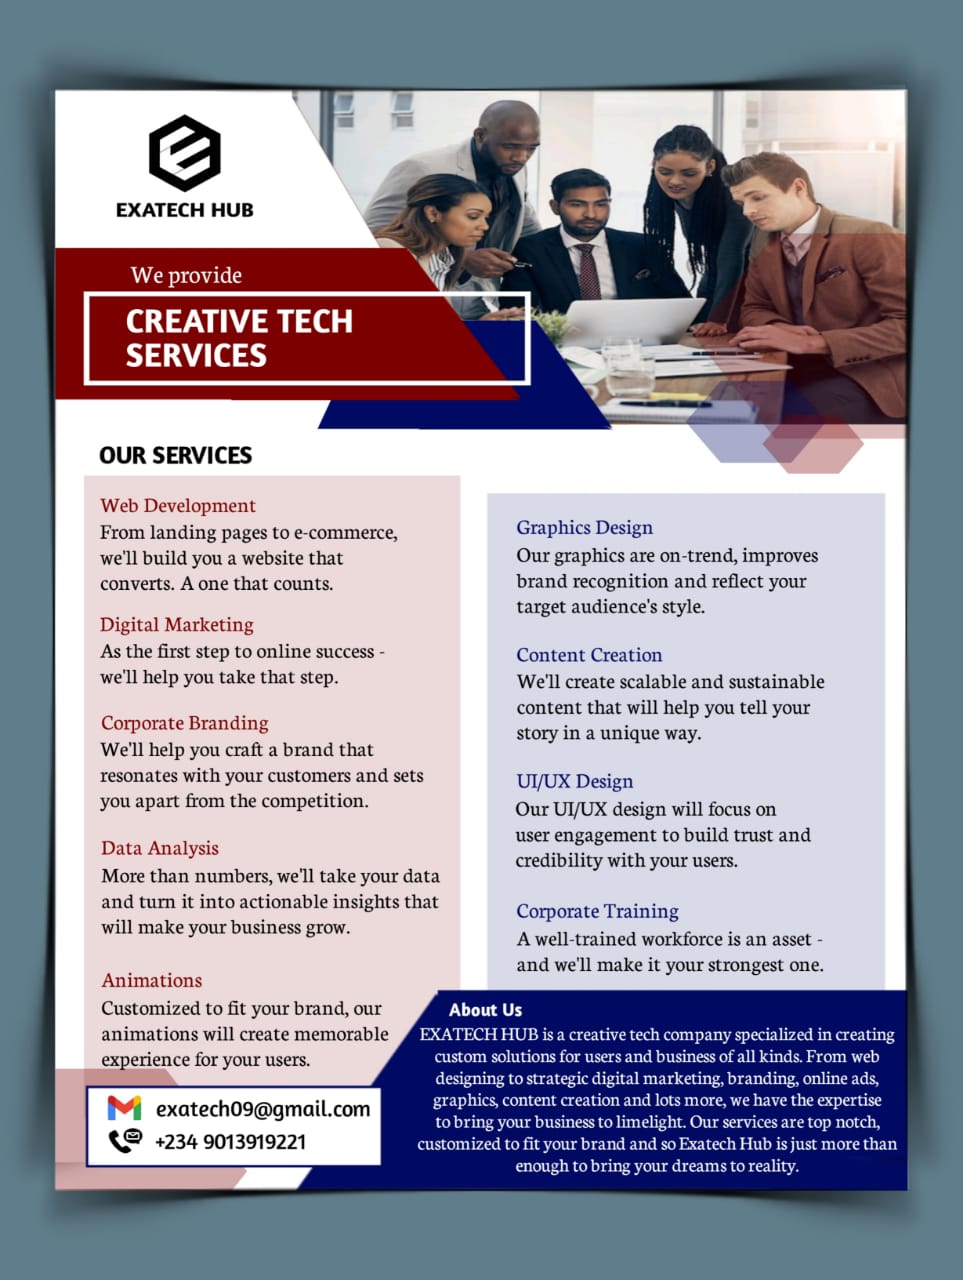 EXATECH HUB
We provide
CREATIVE TECH
SERVICES
OUR SERVICES
Web Development
From landing pages to e-commerce,
we'll build you a website that
converts. A one that counts.
Digital Marketing
As the first step to online success -
we'll help you take that step.
Corporate Branding
We'll help you craft a brand that
resonates with your customers and sets
you apart from the competition.
Data Analysis
More than numbers, we'll take your data
and turn it into actionable insights that
will make your business grow.
Animations
Customized to fit your brand, our
animations will create memorable
experience for your users.
Graphics Design
Our graphics are on-trend, improves
brand recognition and reflect your
target audience's style.
Content Creation
We'll create scalable and sustainable
content that will help you tell your
story in a unique way.
UI/UX Design
Our UI/UX design will focus on
user engagement to build trust and
credibility with your users.
Corporate Training
A well-trained workforce is an asset -
and we'll make it your strongest one.
About Us
EXATECH HUB is a creative tech company specialized in creating
custom solutions for users and business of all kinds. From web
designing to strategic digital marketing, branding, online ads,
graphics, content creation and lots more, we have the expertise
to bring your business to limelight. Our services are top notch,
customized to fit your brand and so Exatech Hub is just more than
enough to bring your dreams to reality.
exatech09@gmail.com
+234 9013919221